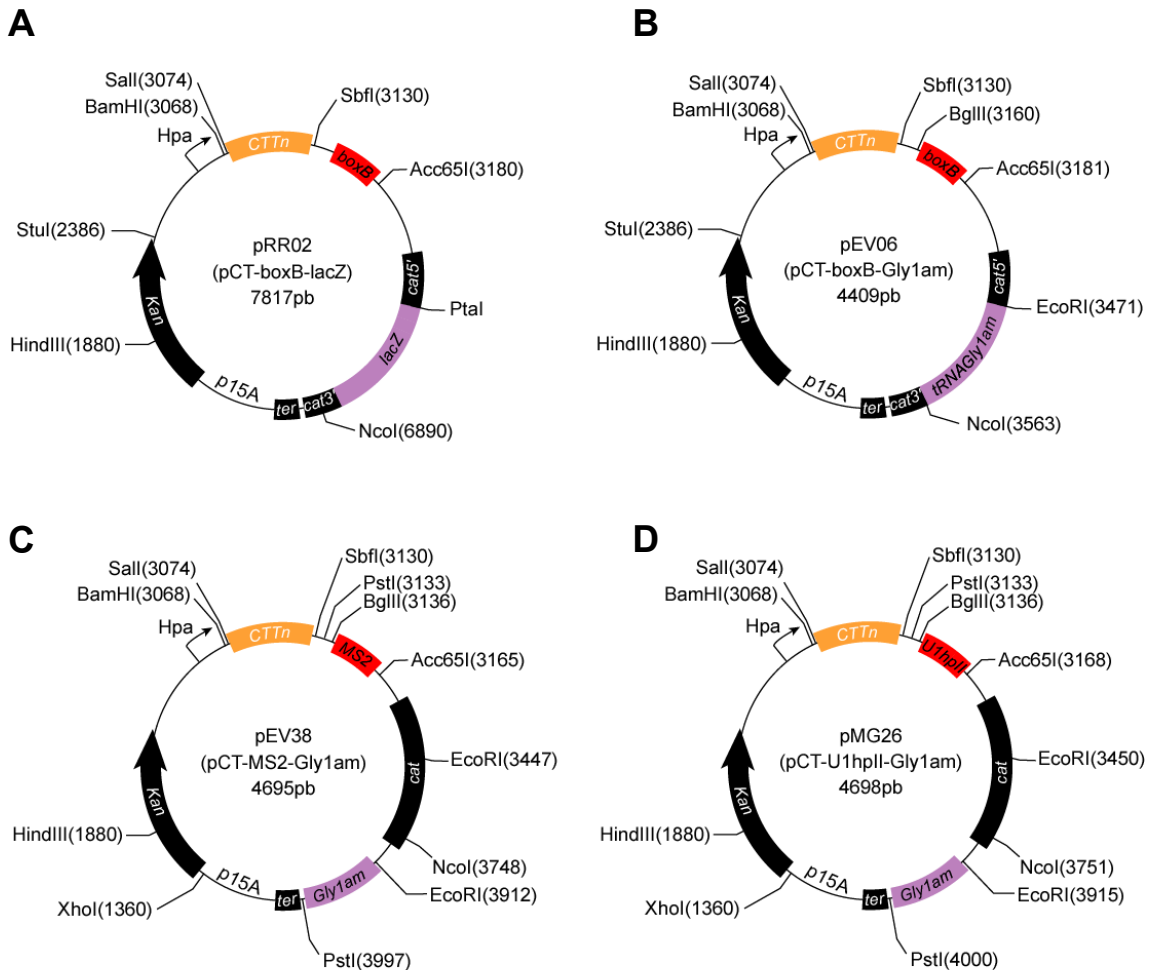 A
SalI(3074)
BamHI(3068)
Hpa
CTTn
SbfI(3130)
boxB
Acc65I(3180)
StuI(2386)
pRR02
(pCT-boxB-lacZ)
7817pb
cat5'
PtaI
Kan
lacZ
HindIII(1880)
p15A
ter
cat3'
NcoI(6890)
B
SalI(3074)
BamHI(3068)
Hpa
CTTn
SbfI(3130)
BglII(3160)
boxB
Acc65I(3181)
StuI(2386)
pEV06
(pCT-boxB-Gly1am)
4409pb
cat5'
EcoRI(3471)
Kan
tRNAGly1am
HindIII(1880)
p15A
ter
cat3'
NcoI(3563)
C
SalI(3074)
BamHI(3068)
Hpa
CTTn
SbfI(3130)
PstI(3133)
BglII(3136)
MS2
Acc65I(3165)
pEV38
(pCT-MS2-Gly1am)
4695pb
cat
EcoRI(3447)
Kan
HindIII(1880)
p15A
XhoI(1360)
ter
Gly1am
NcoI(3748)
EcoRI(3912)
PstI(3997)
D
SalI(3074)
BamHI(3068)
Hpa
CTTn
SbfI(3130)
PstI(3133)
BglII(3136)
U1hpII
Acc65I(3168)
pMG26
(pCT-U1hpII-Gly1am)
4698pb
cat
EcoRI(3450)
Kan
HindIII(1880)
p15A
XhoI(1360)
ter
Gly1am
NcoI(3751)
EcoRI(3915)
PstI(4000)